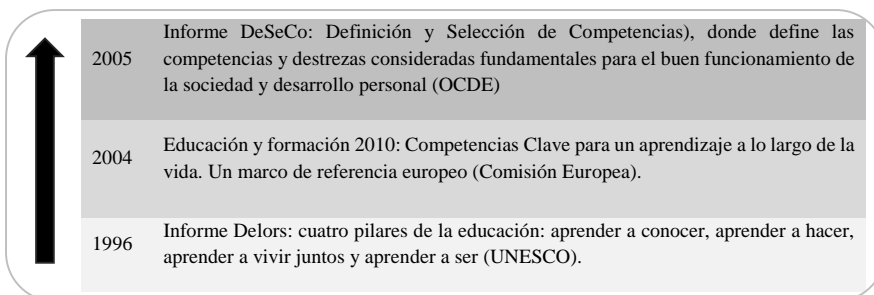 2005
Informe DeSeCo: Definición y Selección de Competencias), donde define las
competencias y destrezas consideradas fundamentales para el buen funcionamiento de
la sociedad y desarrollo personal (OCDE)
2004
Educación y formación 2010: Competencias Clave para un aprendizaje a lo largo de la
vida. Un marco de referencia europeo (Comisión Europea).
1996
Informe Delors: cuatro pilares de la educación: aprender a conocer, aprender a hacer,
aprender a vivir juntos y aprender a ser (UNESCO).